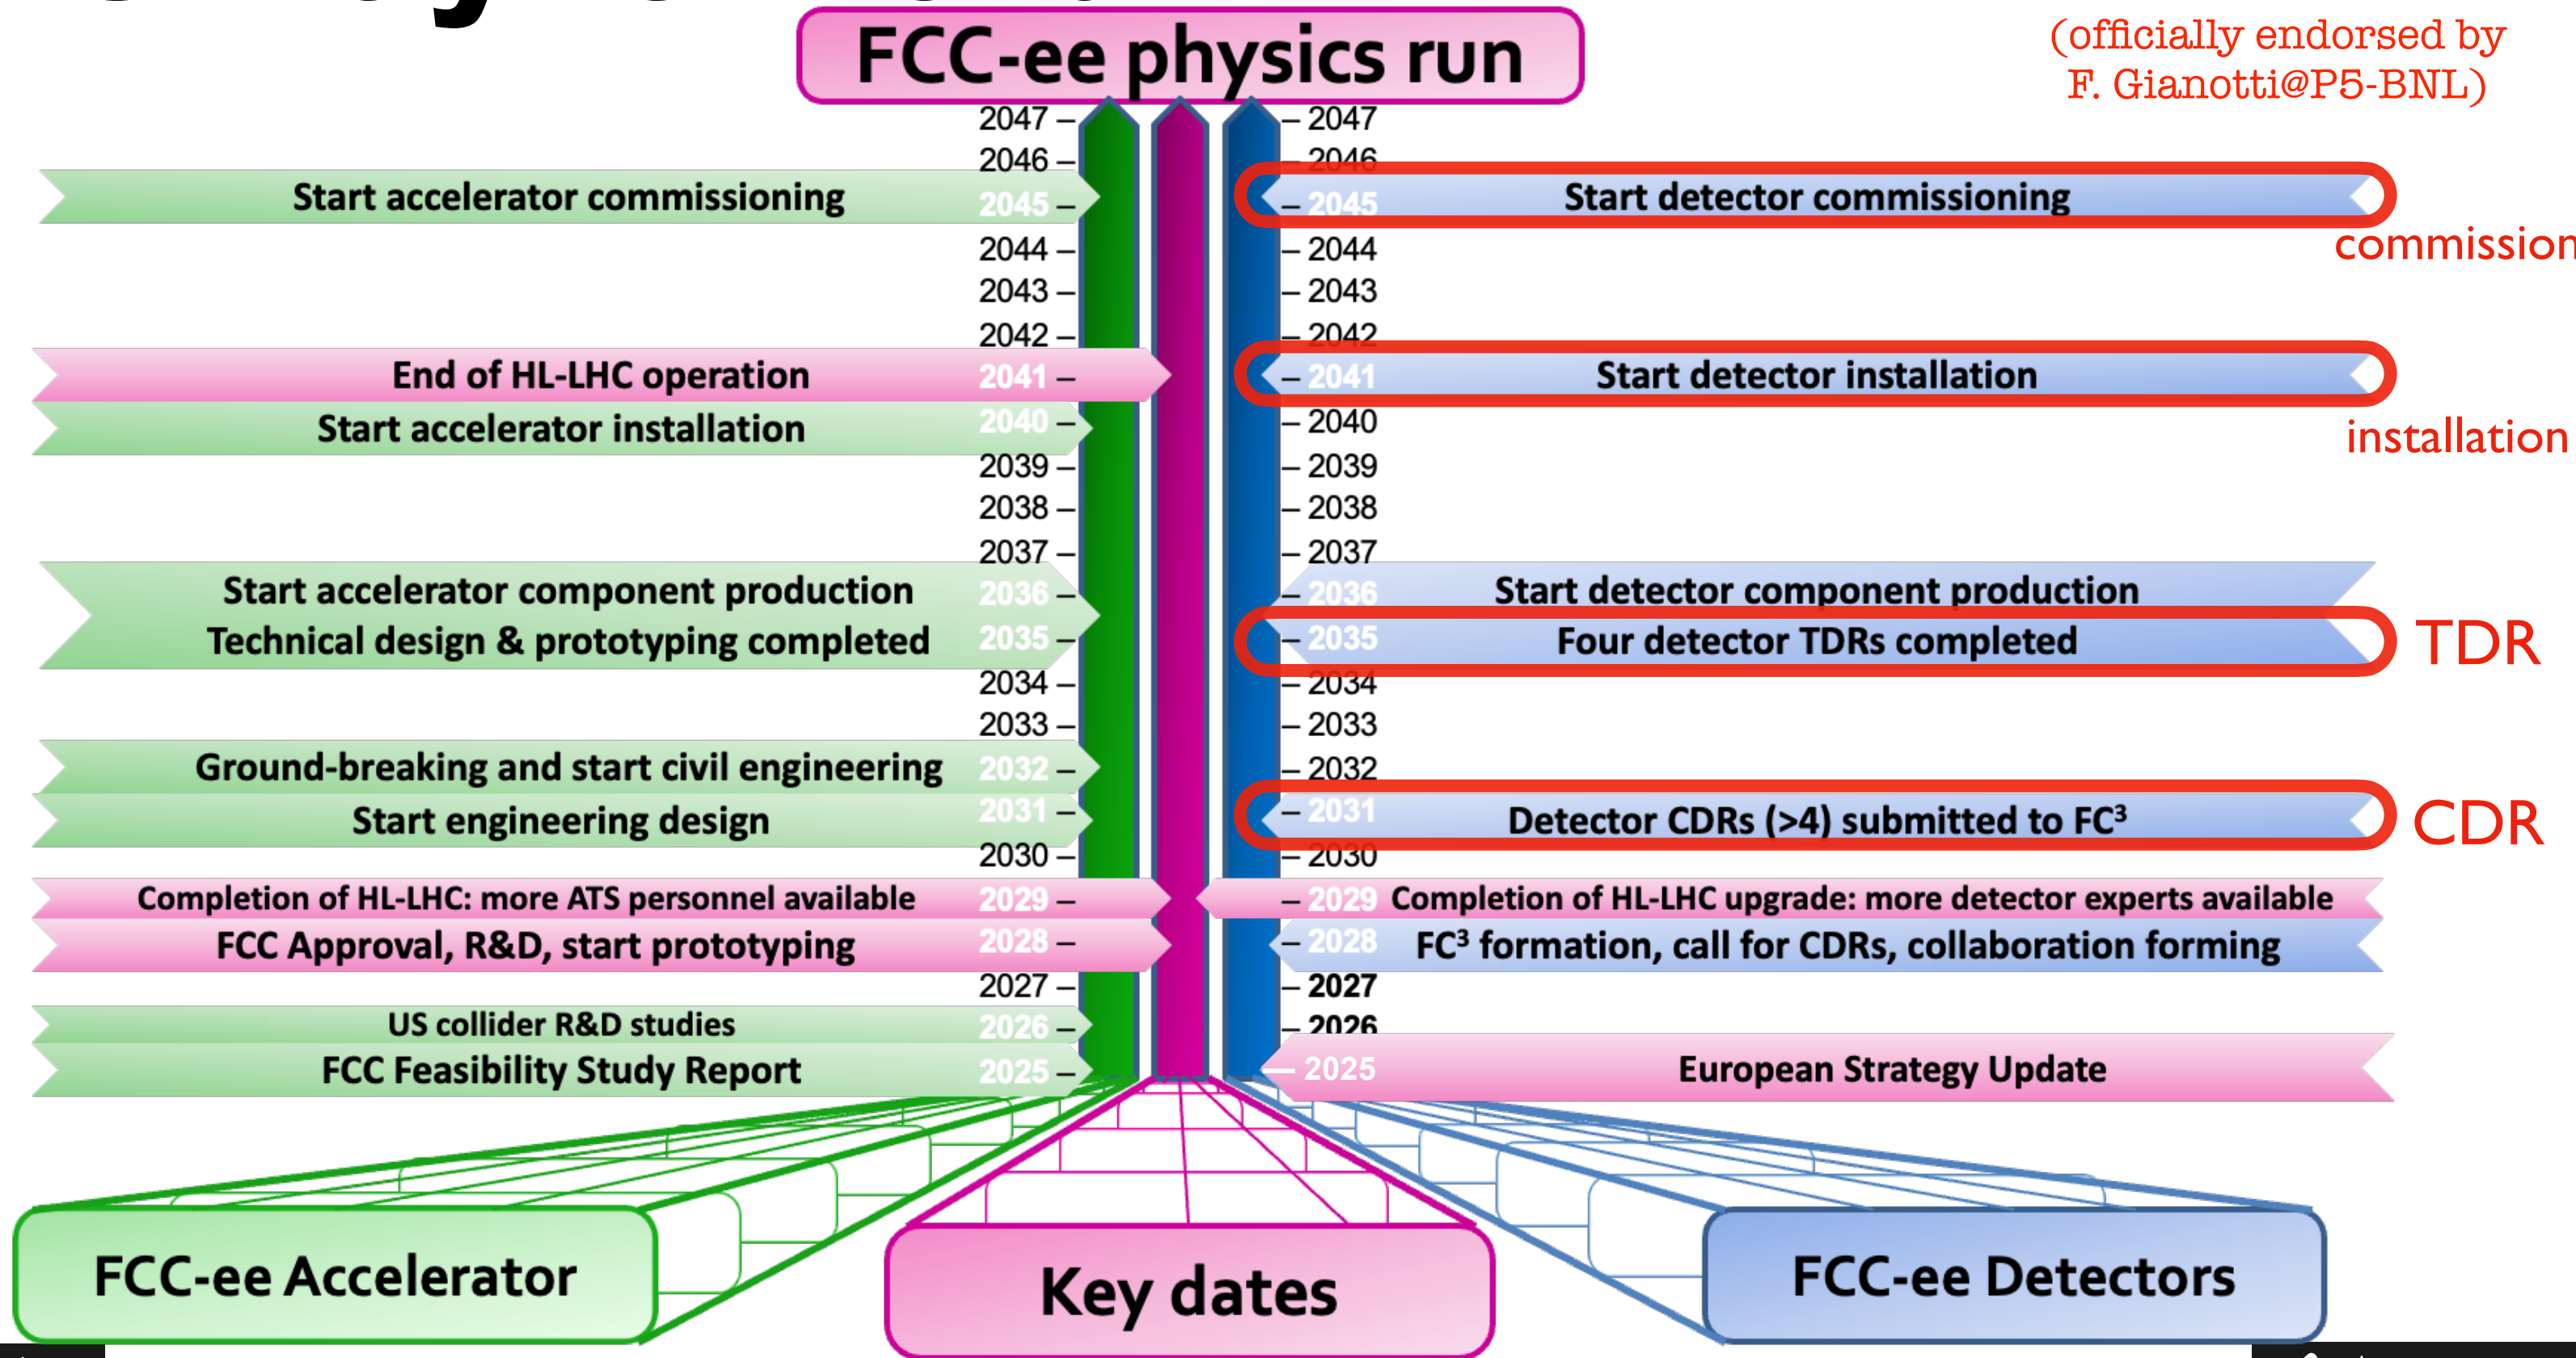 FCC-ee physics run
(officially endorsed by
F. Gianotti@P5-BNL)
2047 – – 2047
2046 – – 2046
Start accelerator commissioning 2045 – – 2045 Start detector commissioning
commission
2044 – – 2044
2043 – – 2043
2042 – – 2042
End of HL-LHC operation 2041 – – 2041 Start detector installation
Start accelerator installation 2040 – – 2040
installation
2039 – – 2039
2038 – – 2038
2037 – – 2037
Start accelerator component production 2036 – – 2036 Start detector component production
Technical design & prototyping completed 2035 – – 2035 Four detector TDRs completed TDR
2034 – – 2034
2033 – – 2033
Ground-breaking and start civil engineering 2032 – – 2032
Start engineering design 2031 – – 2031 Detector CDRs (>4) submitted to FC³ CDR
2030 – – 2030
Completion of HL-LHC: more ATS personnel available 2029 – – 2029 Completion of HL-LHC upgrade: more detector experts available
FCC Approval, R&D, start prototyping 2028 – – 2028 FC³ formation, call for CDRs, collaboration forming
2027 – – 2027
US collider R&D studies 2026 – – 2026
FCC Feasibility Study Report 2025 – — 2025 European Strategy Update
FCC-ee Accelerator
Key dates
FCC-ee Detectors